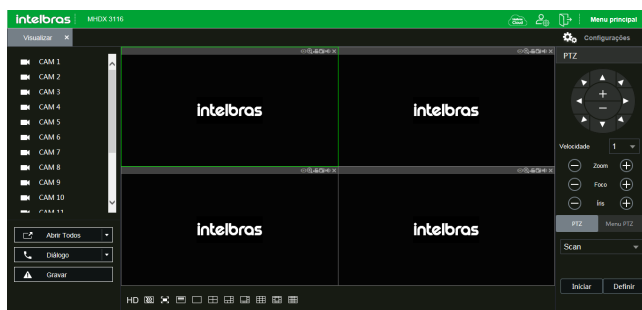 intelbras MHDX 3116 Menu principal
Visualizar × Configurações
PTZ
CAM 1
CAM 2
CAM 3
CAM 4
CAM 5
CAM 6
CAM 7
CAM 8
CAM 9
CAM 10
CAM 11
intelbras
intelbras
intelbras
intelbras
Velocidade 1
Zoom
Foco
íris
PTZ Menu PTZ
Scan
Iniciar Definir
Abrir Todos
Diálogo
Gravar
HD